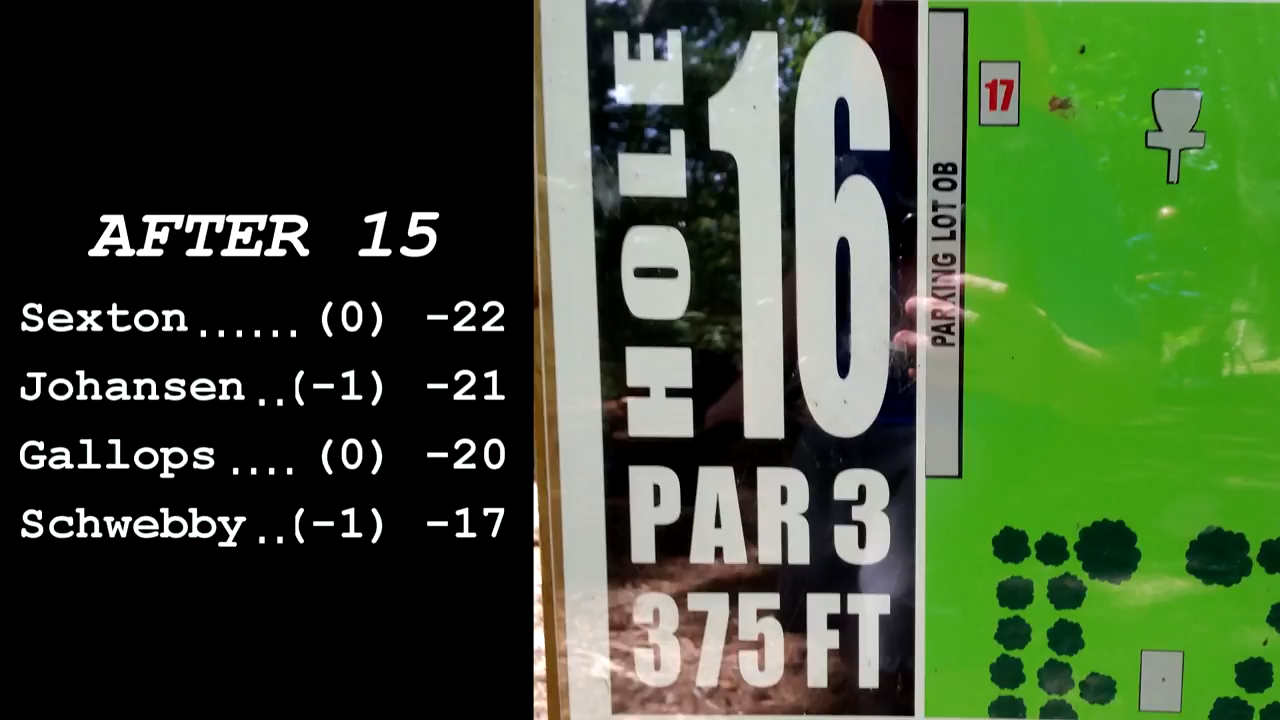 AFTER 15
Sexton......(0) -22
Johansen..(-1) -21
Gallops....(0) -20
Schwebby..(-1) -17
HOLE
16
PAR 3
375 FT
PARKING LOT OB
17